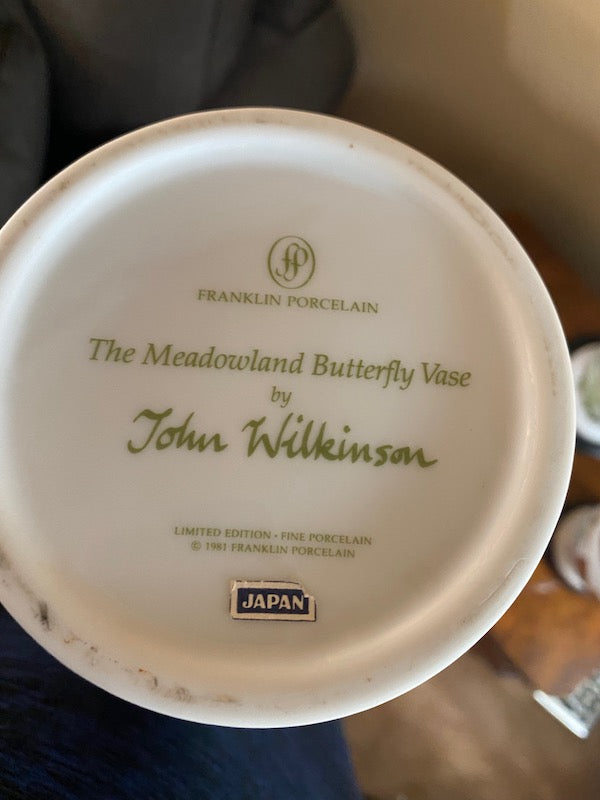 FP
FRANKLIN PORCELAIN
The Meadowland Butterfly Vase
by
John Wilkinson
LIMITED EDITION · FINE PORCELAIN
© 1981 FRANKLIN PORCELAIN
JAPAN